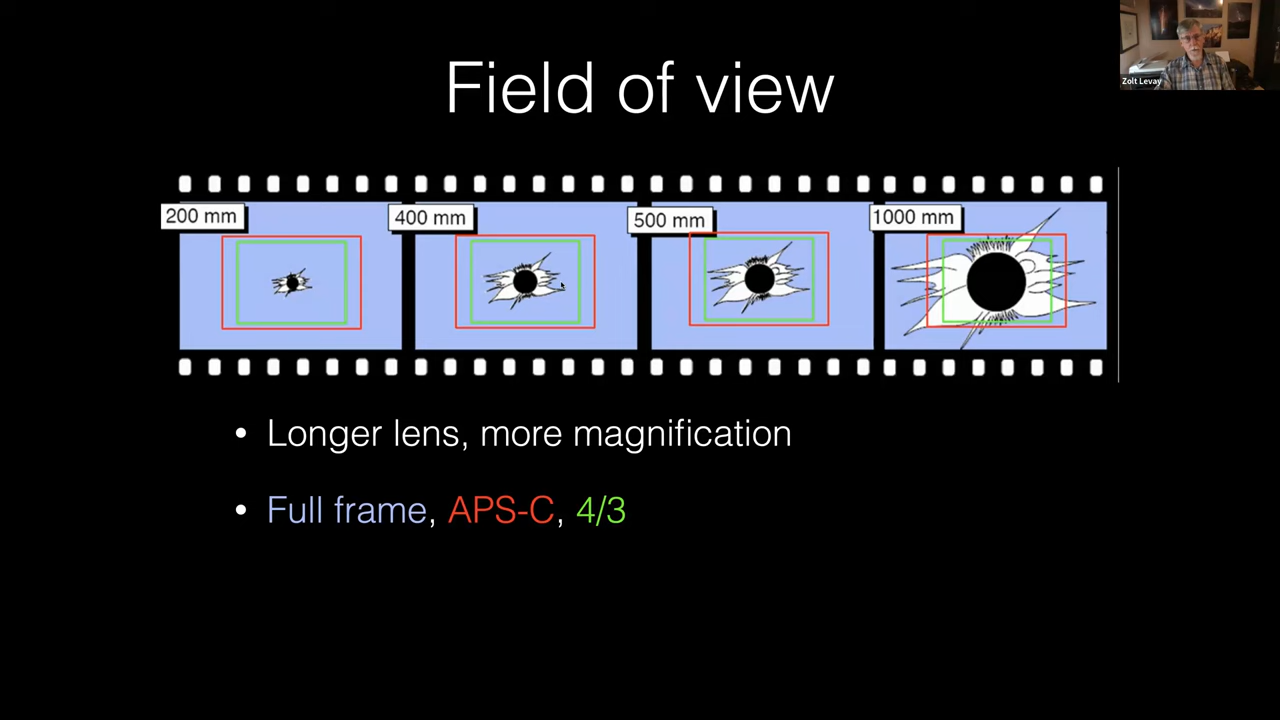 Field of view
Zolt Levay
200 mm
400 mm
500 mm
1000 mm
• Longer lens, more magnification
• Full frame, APS-C, 4/3